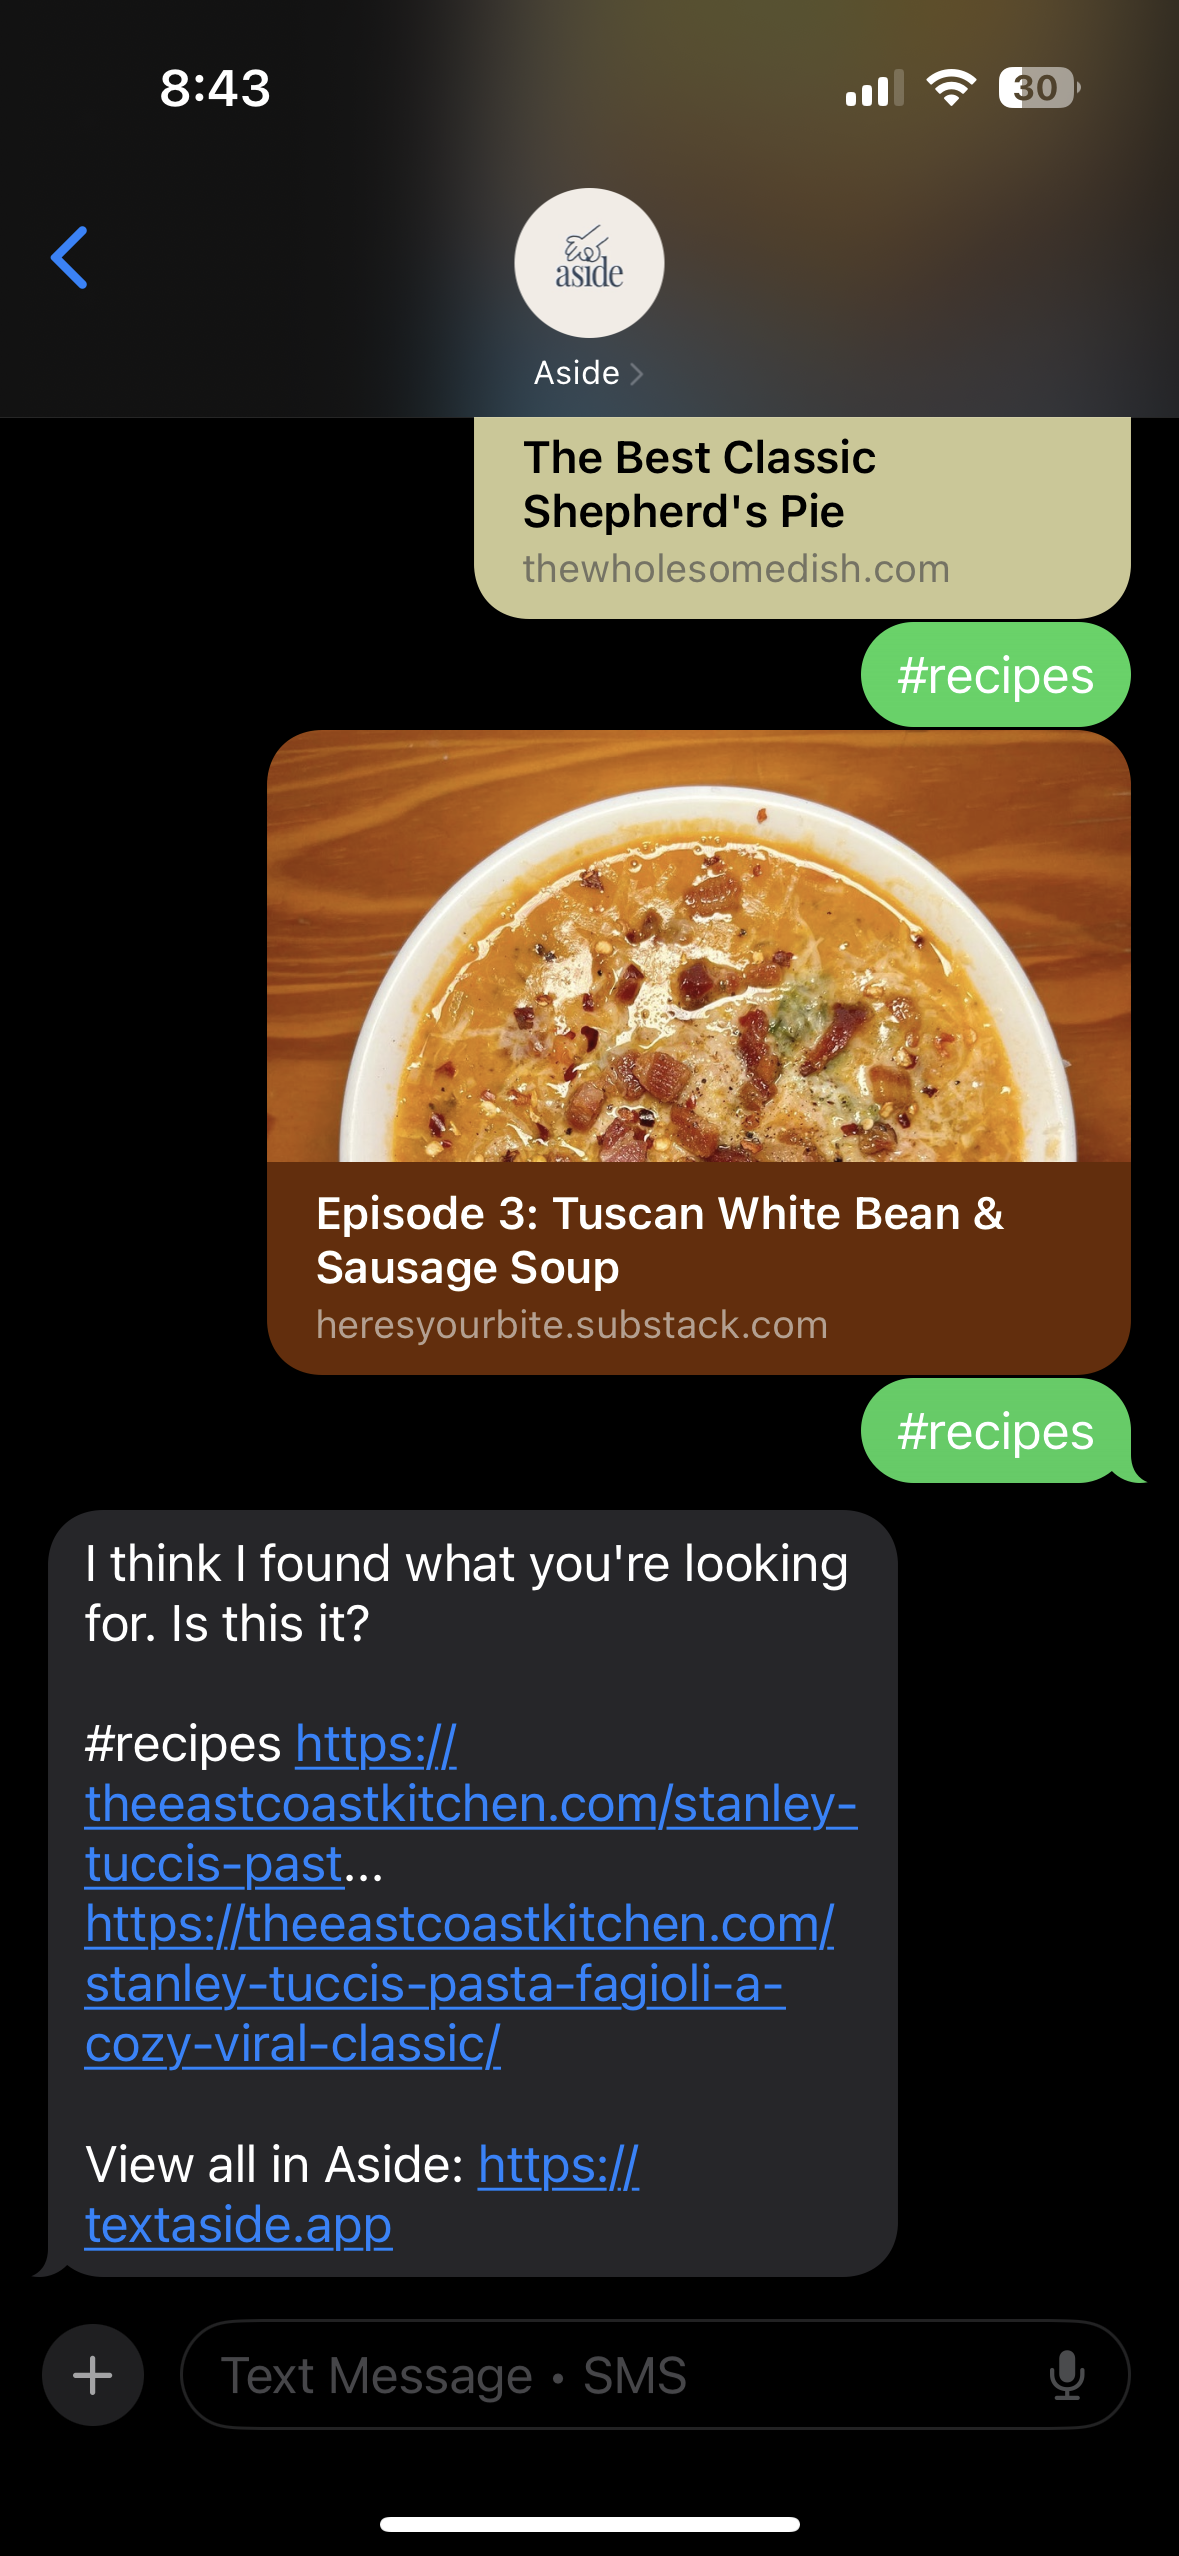 8:43
30
aside
Aside
The Best Classic
Shepherd's Pie
thewholesomedish.com
#recipes
Episode 3: Tuscan White Bean &
Sausage Soup
heresyourbite.substack.com
#recipes
I think I found what you're looking
for. Is this it?
#recipes https://
theeastcoastkitchen.com/stanley-
tuccis-past...
https://theeastcoastkitchen.com/
stanley-tuccis-pasta-fagioli-a-
cozy-viral-classic/
View all in Aside: https://
textaside.app
Text Message • SMS